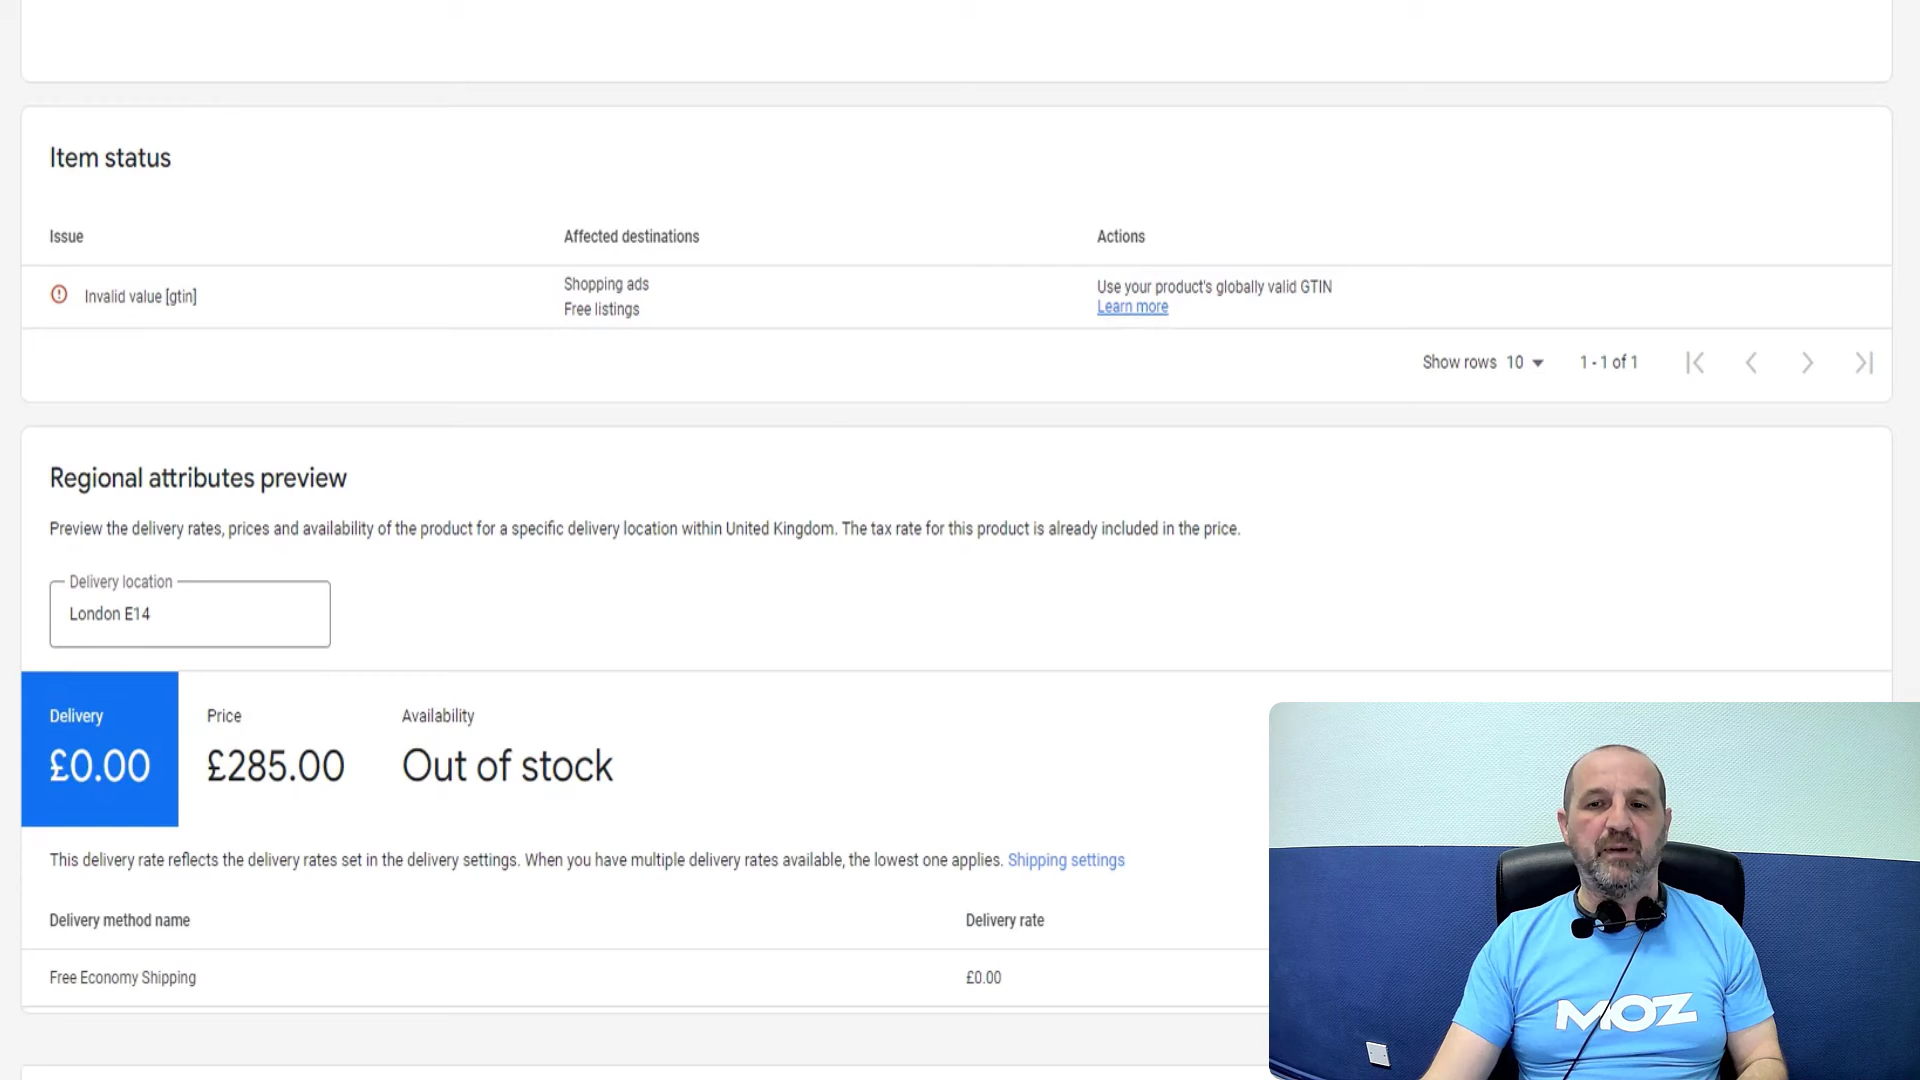 Item status
Issue
Affected destinations
Actions
Invalid value [gtin]
Shopping ads
Free listings
Use your product's globally valid GTIN
Learn more
Show rows 10
1 - 1 of 1
Regional attributes preview
Preview the delivery rates, prices and availability of the product for a specific delivery location within United Kingdom. The tax rate for this product is already included in the price.
Delivery location
London E14
Delivery
Price
Availability
£0.00
£285.00
Out of stock
This delivery rate reflects the delivery rates set in the delivery settings. When you have multiple delivery rates available, the lowest one applies. Shipping settings
Delivery method name
Delivery rate
Free Economy Shipping
£0.00
MOZ